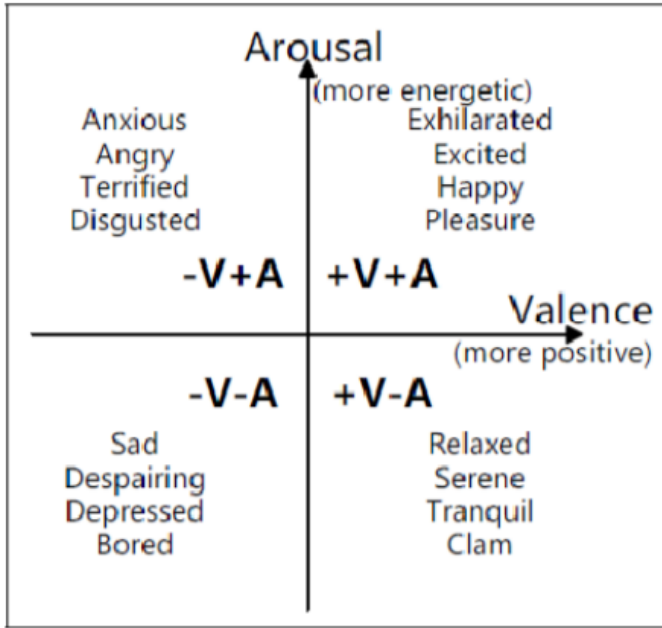 Arousal
(more energetic)
Anxious
Angry
Terrified
Disgusted
Exhilarated
Excited
Happy
Pleasure
-V+A
+V+A
Valence
(more positive)
-V-A
+V-A
Sad
Despairing
Depressed
Bored
Relaxed
Serene
Tranquil
Clam